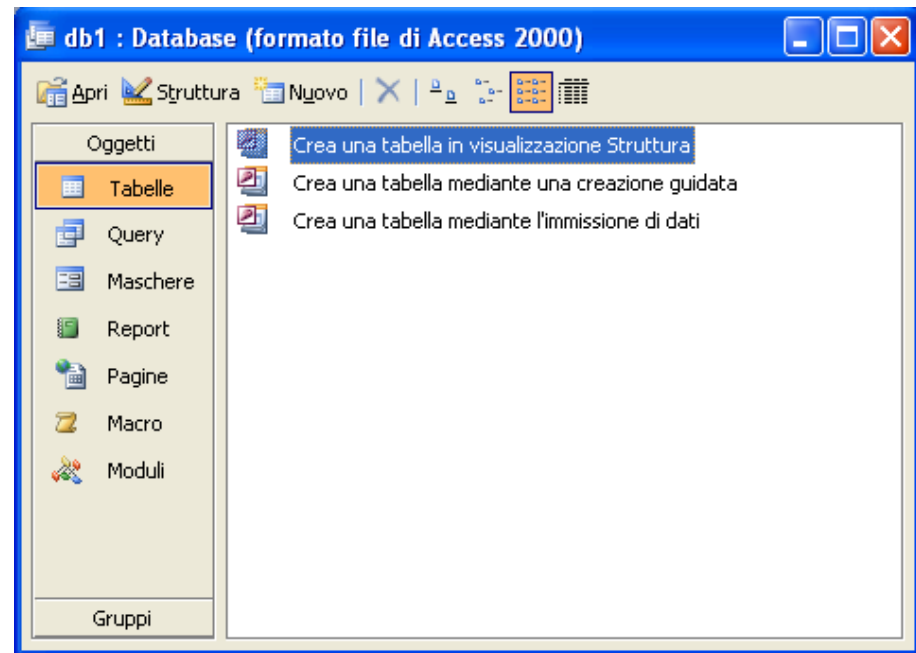 db1 : Database (formato file di Access 2000)
Apri Struttura Nuovo
Oggetti
Tabelle
Query
Maschere
Report
Pagine
Macro
Moduli
Gruppi
Crea una tabella in visualizzazione Struttura
Crea una tabella mediante una creazione guidata
Crea una tabella mediante l'immissione di dati